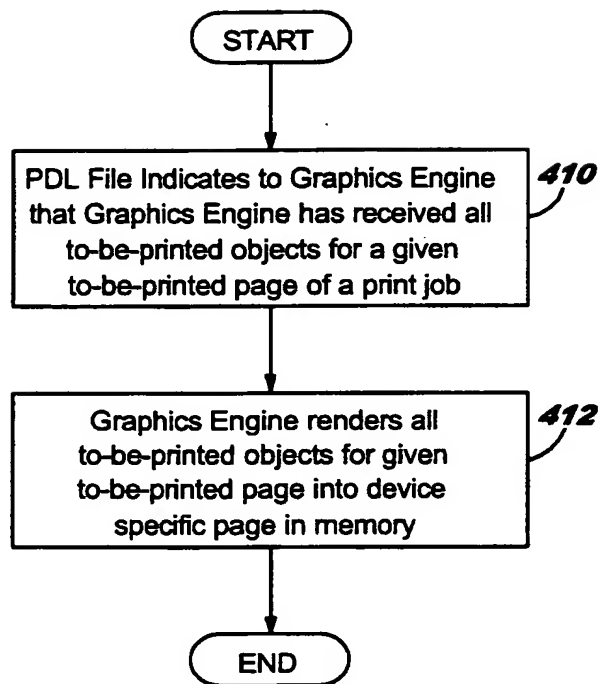 START
PDL File Indicates to Graphics Engine
that Graphics Engine has received all
to-be-printed objects for a given
to-be-printed page of a print job
410
Graphics Engine renders all
to-be-printed objects for given
to-be-printed page into device
specific page in memory
412
END